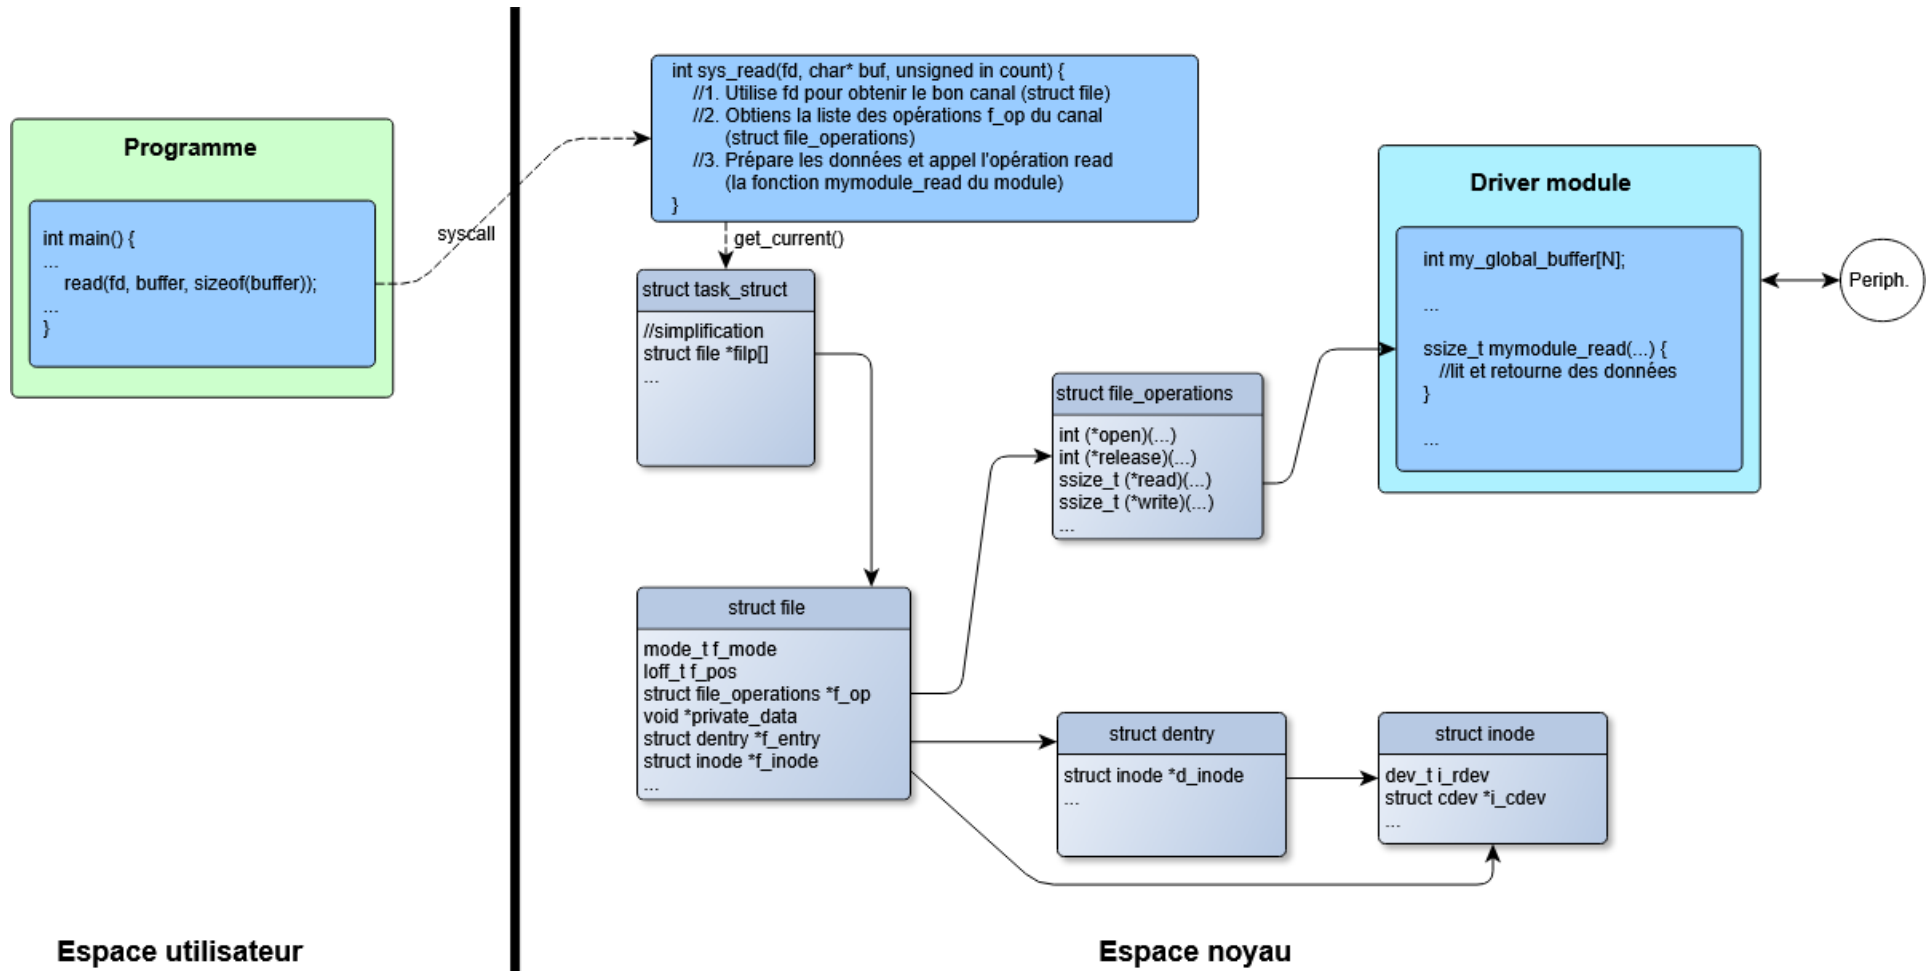 Programme
int main() {
...
read(fd, buffer, sizeof(buffer));
...
}
syscall
int sys_read(fd, char* buf, unsigned in count) {
//1. Utilise fd pour obtenir le bon canal (struct file)
//2. Obtiens la liste des opérations f_op du canal
(struct file_operations)
//3. Prépare les données et appel l'opération read
(la fonction mymodule_read du module)
}
get_current()
struct task_struct
//simplification
struct file *filp[]
...
struct file
mode_t f_mode
loff_t f_pos
struct file_operations *f_op
void *private_data
struct dentry *f_entry
struct inode *f_inode
...
struct file_operations
int (*open)(...)
int (*release)(...)
ssize_t (*read)(...)
ssize_t (*write)(...)
...
struct dentry
struct inode *d_inode
...
struct inode
dev_t i_rdev
struct cdev *i_cdev
...
Driver module
int my_global_buffer[N];
...
ssize_t mymodule_read(...) {
//lit et retourne des données
}
...
Periph.
Espace utilisateur
Espace noyau